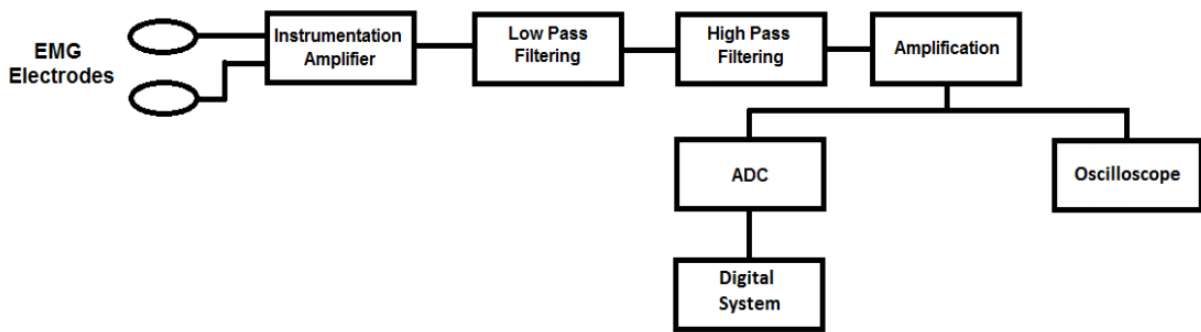 EMG
Electrodes
Instrumentation
Amplifier
Low Pass
Filtering
High Pass
Filtering
Amplification
ADC
Oscilloscope
Digital
System